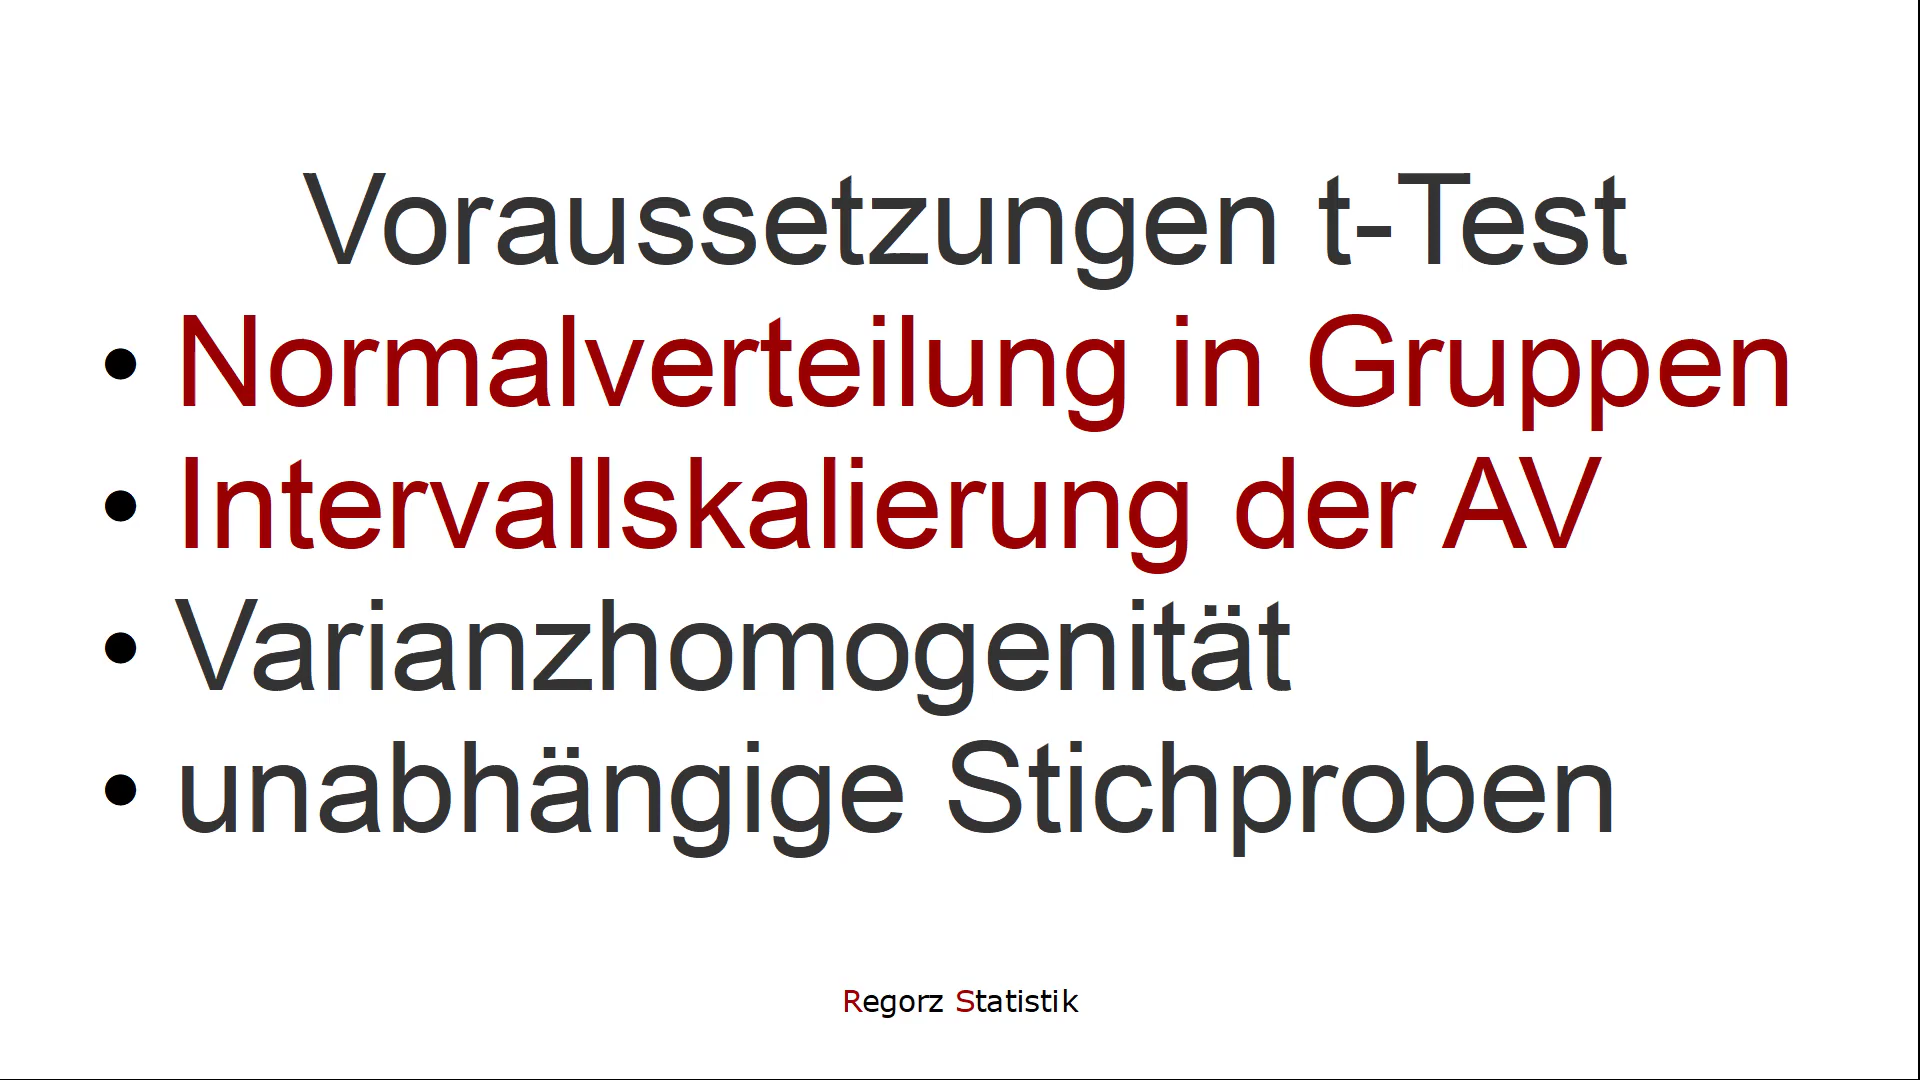 Voraussetzungen t-Test
• Normalverteilung in Gruppen
• Intervallskalierung der AV
• Varianzhomogenität
• unabhängige Stichproben
Regorz Statistik